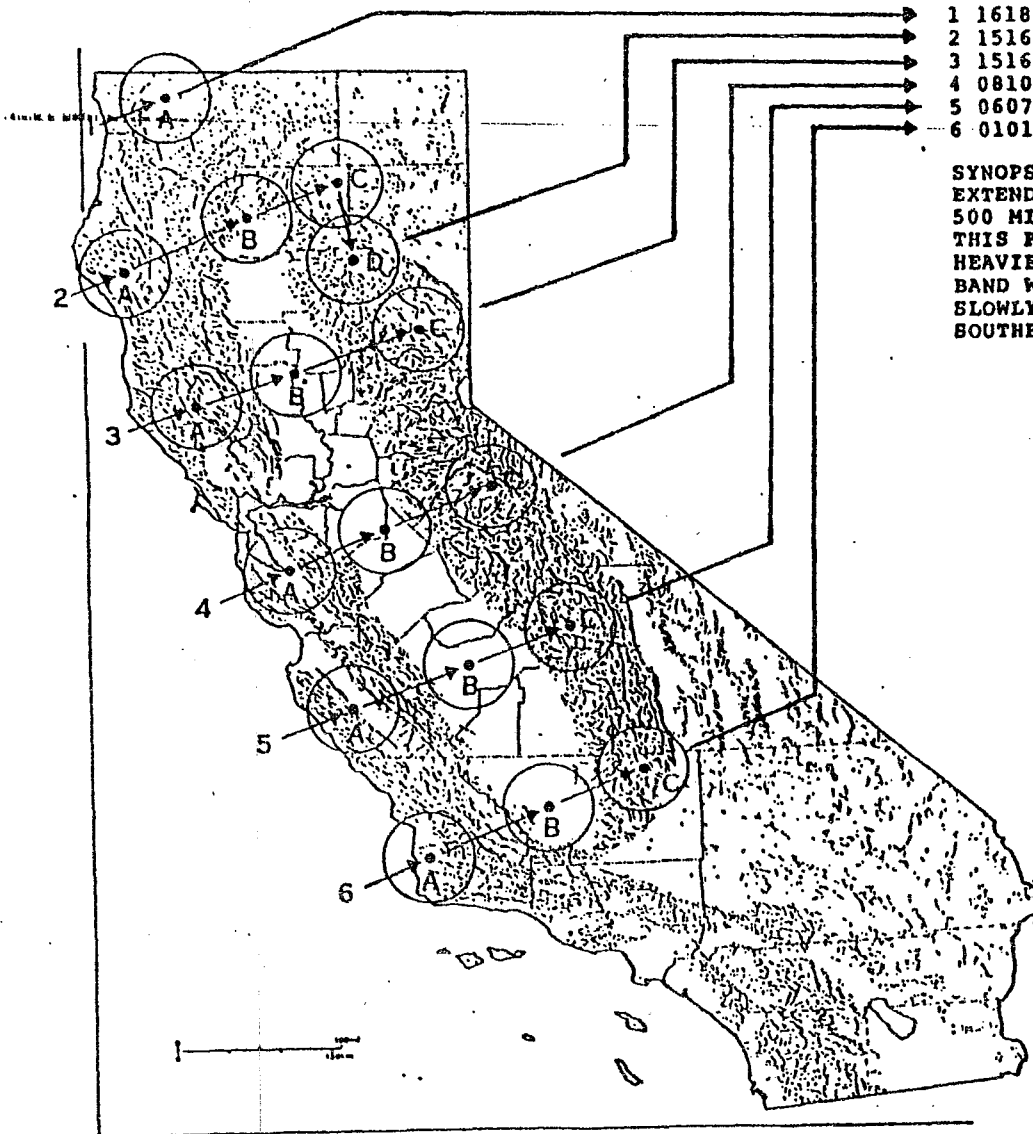 1 1618
2 1516
3 1516
4 0810
5 0607
6 0101
SYNOPS
EXTEND
500 MI
THIS
HEAVIE
BAND W
SLOWLY
SOUTHE
A
C
B
D
2
A
C
B
3
A
C
B
4
A
C
B
5
A
C
B
6
A